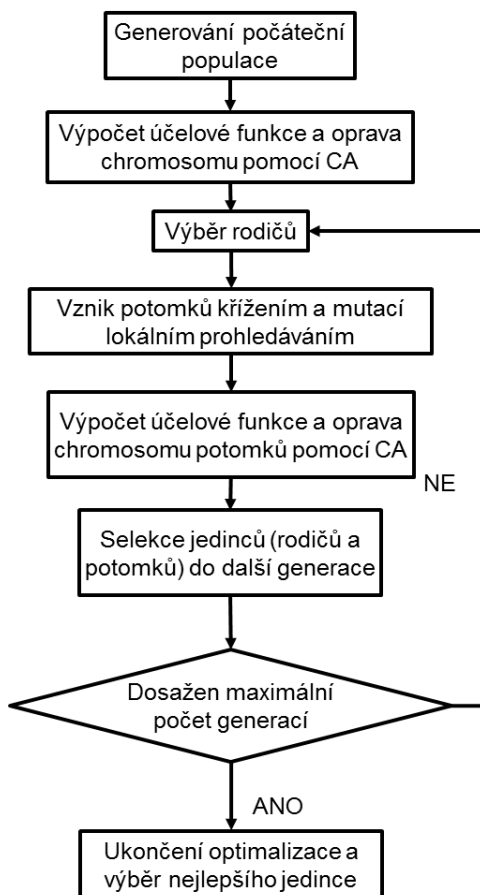 Generování počáteční
populace
Výpočet účelové funkce a oprava
chromosomu pomocí CA
Výběr rodičů
Vznik potomků křížením a mutací
lokálním prohledáváním
Výpočet účelové funkce a oprava
chromosomu potomků pomocí CA
NE
Selekce jedinců (rodičů a
potomků) do další generace
Dosažen maximální
počet generací
ANO
Ukončení optimalizace a
výběr nejlepšího jedince